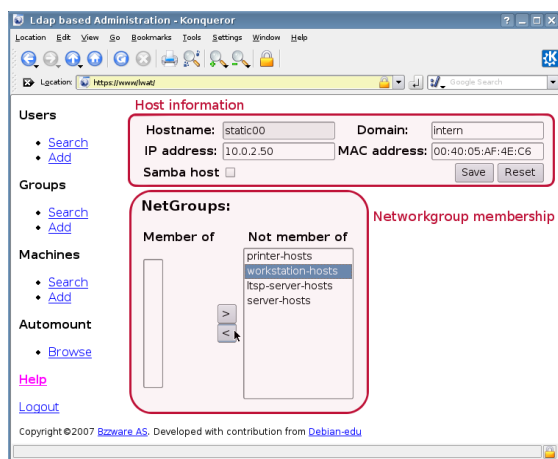 Ldap based Administration - Konqueror
Location Edit View Go Bookmarks Tools Settings Window Help
Location: https://www/lwat/ Google Search
Users
Search
Add
Groups
Search
Add
Machines
Search
Add
Automount
Browse
Help
Logout
Host information
Hostname: static00 Domain: intern
IP address: 10.0.2.50 MAC address: 00:40:05:AF:4E:C6
Samba host Save Reset
NetGroups:
Networkgroup membership
Member of Not member of
printer-hosts
workstation-hosts
ltsp-server-hosts
server-hosts
>
<
Copyright ©2007 Bzzware AS. Developed with contribution from Debian-edu